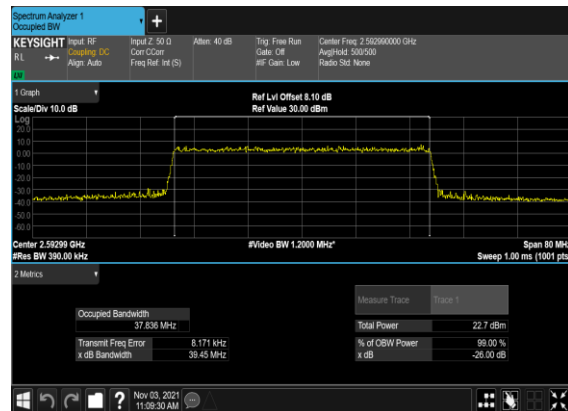 Spectrum Analyzer 1
Occupied BW
KEYSIGHT Input: RF Input Z: 50 Ω Atten: 40 dB Trig: Free Run Center Freq: 2.592990000 GHz
RL Coupling: DC Corr CCorr Gate: Off Avg|Hold: 500/500
Align: Auto Freq Ref: Int (S) #IF Gain: Low Radio Std: None
1 Graph
Ref Lvl Offset 8.10 dB
Scale/Div 10.0 dB Ref Value 30.00 dBm
Log
20.0
10.0
0.00
-10.0
-20.0
-30.0
-40.0
-50.0
-60.0
Center 2.59299 GHz #Video BW 1.2000 MHz* Span 80 MHz
#Res BW 390.00 kHz Sweep 1.00 ms (1001 pts)
2 Metrics
Measure Trace Trace 1
Occupied Bandwidth
37.836 MHz Total Power 22.7 dBm
Transmit Freq Error 8.171 kHz % of OBW Power 99.00 %
x dB Bandwidth 39.45 MHz x dB -26.00 dB
Nov 03, 2021
11:09:30 AM